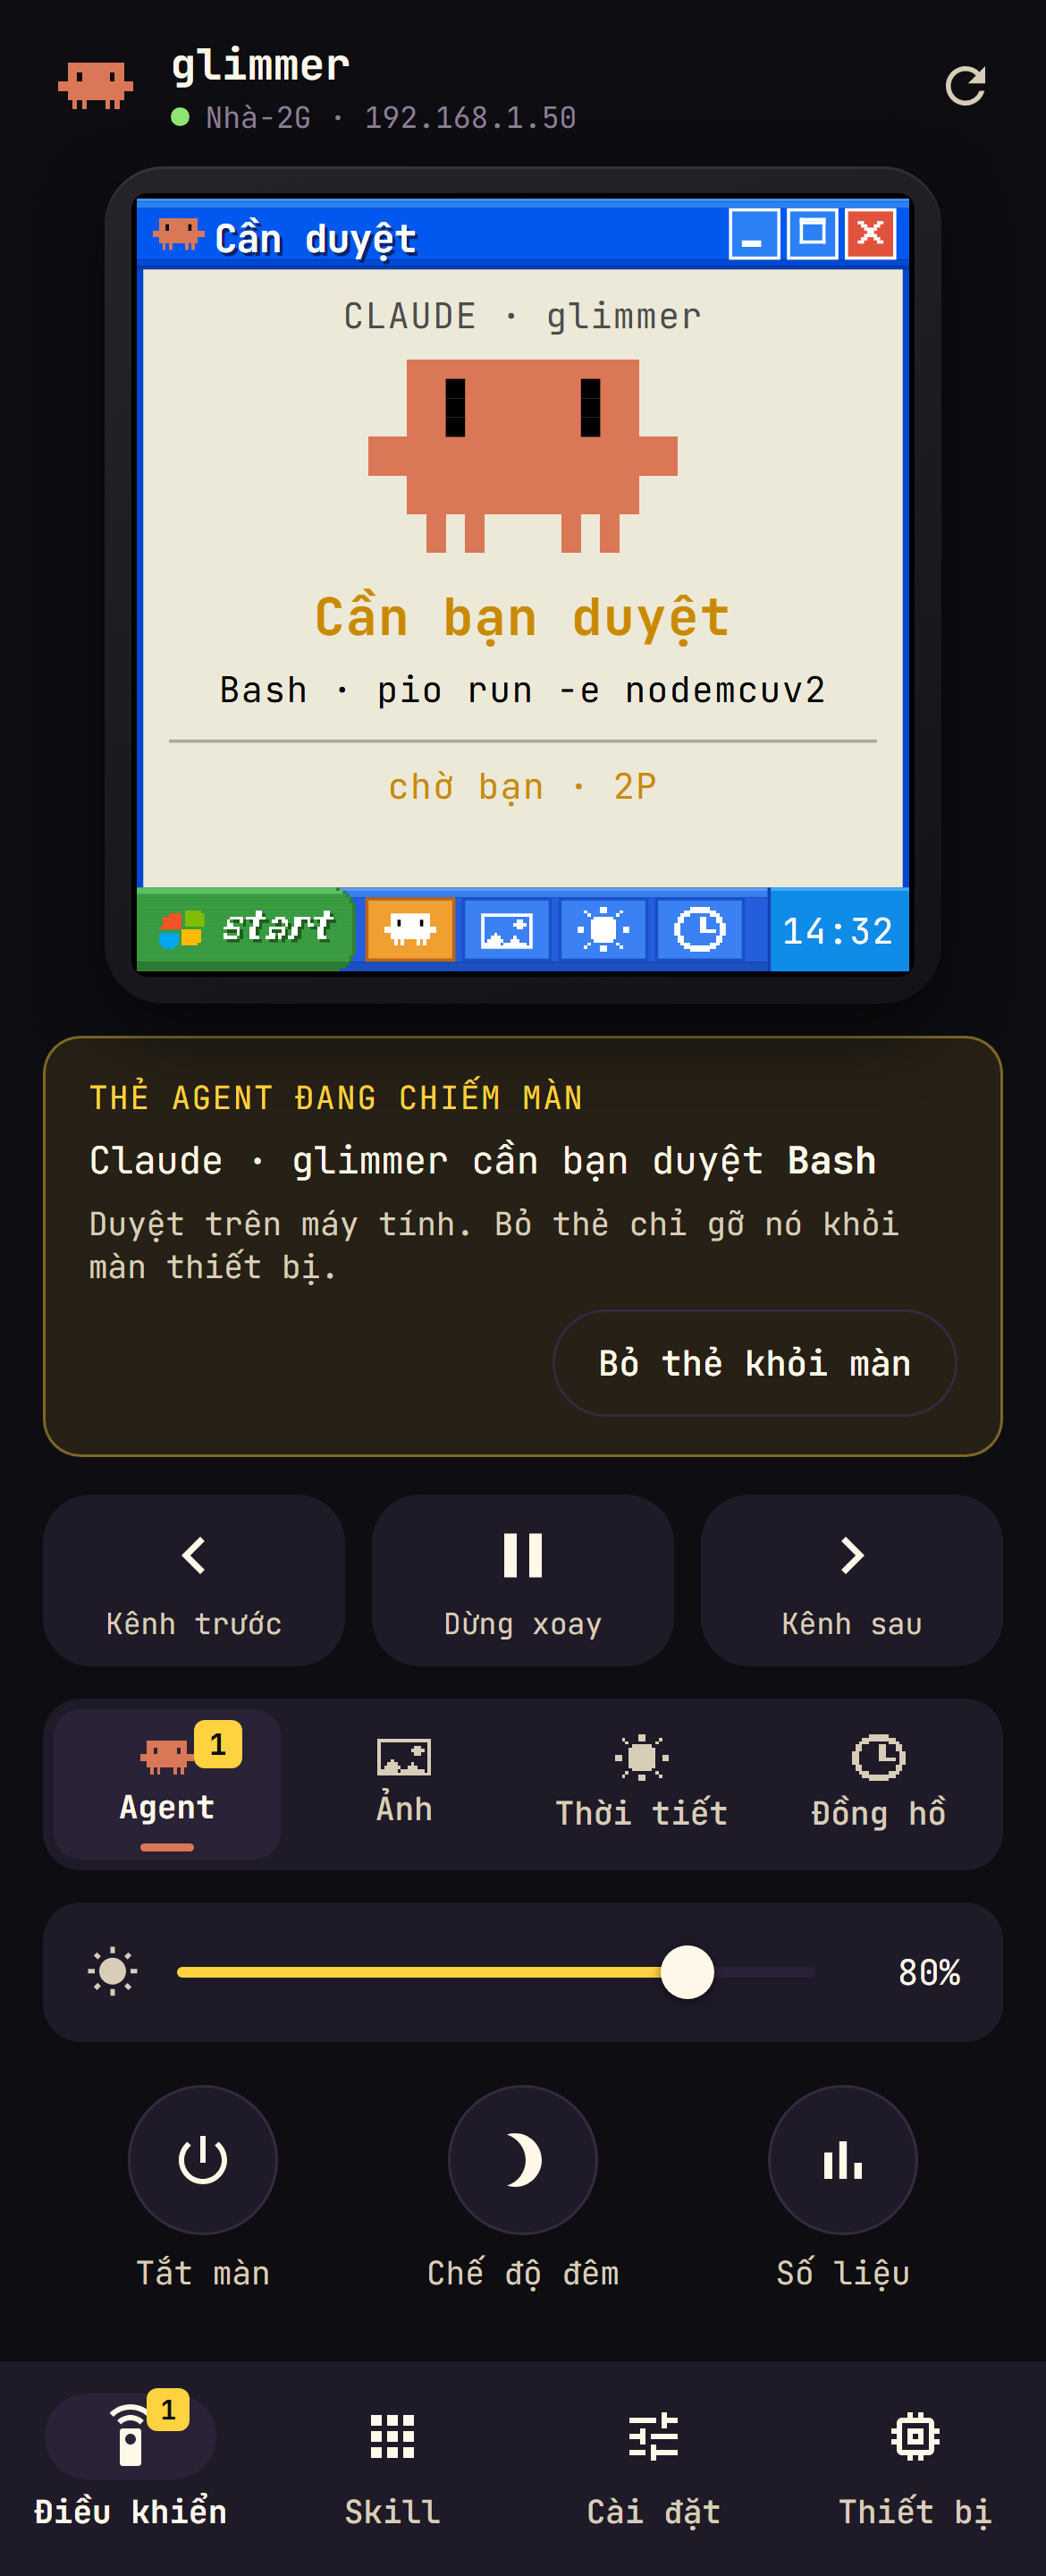 glimmer
Nhà-2G · 192.168.1.50
Cần duyệt
CLAUDE · glimmer
Cần bạn duyệt
Bash · pio run -e nodemcuv2
chờ bạn · 2P
start
14:32
THẺ AGENT ĐANG CHIẾM MÀN
Claude · glimmer cần bạn duyệt Bash
Duyệt trên máy tính. Bỏ thẻ chỉ gỡ nó khỏi
màn thiết bị.
Bỏ thẻ khỏi màn
Kênh trước Dừng xoay Kênh sau
1
Agent Ảnh Thời tiết Đồng hồ
80%
Tắt màn Chế độ đêm Số liệu
1
Điều khiển Skill Cài đặt Thiết bị